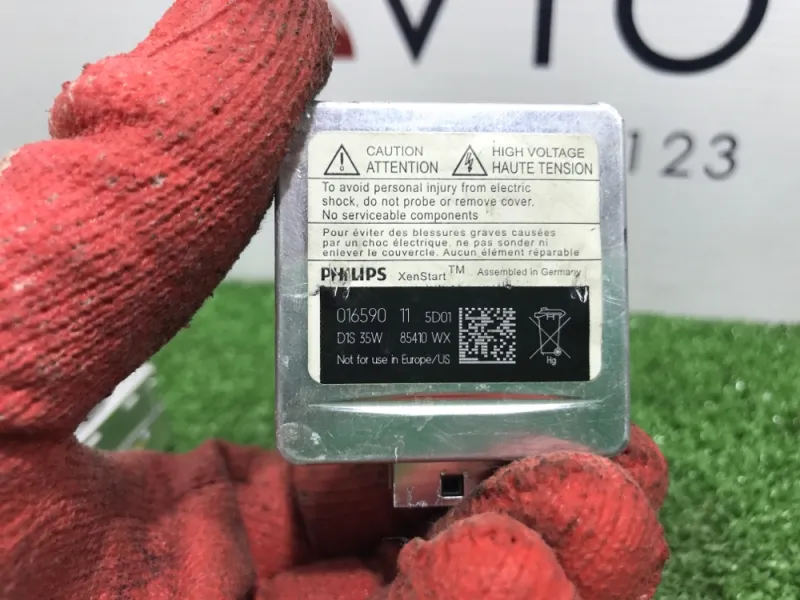 VTO
123
CAUTION
ATTENTION
HIGH VOLTAGE
HAUTE TENSION
To avoid personal injury from electric
shock, do not probe or remove cover.
No serviceable components
Pour éviter des blessures graves causées
par un choc électrique, ne pas sonder ni
enlever le couvercle. Aucun élément réparable
PHILIPS XenStart™ Assembled in Germany
016590 11 5D01
D1S 35W 85410 WX
Not for use in Europe/US
Hg